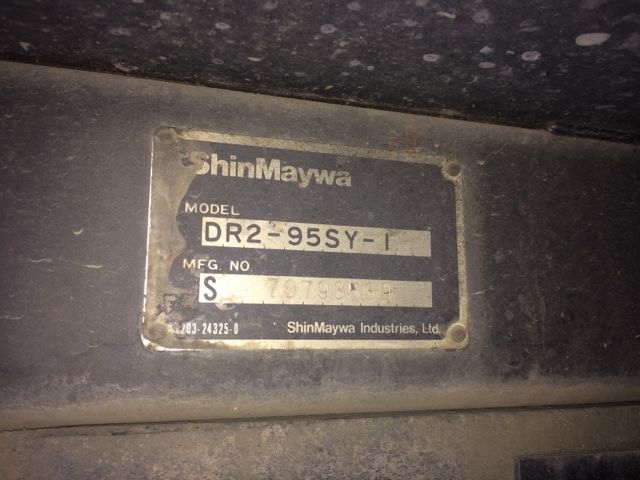 ShinMaywa
MODEL
DR2-95SY-1
MFG. NO
S
203-24325-0 ShinMaywa Industries, Ltd.